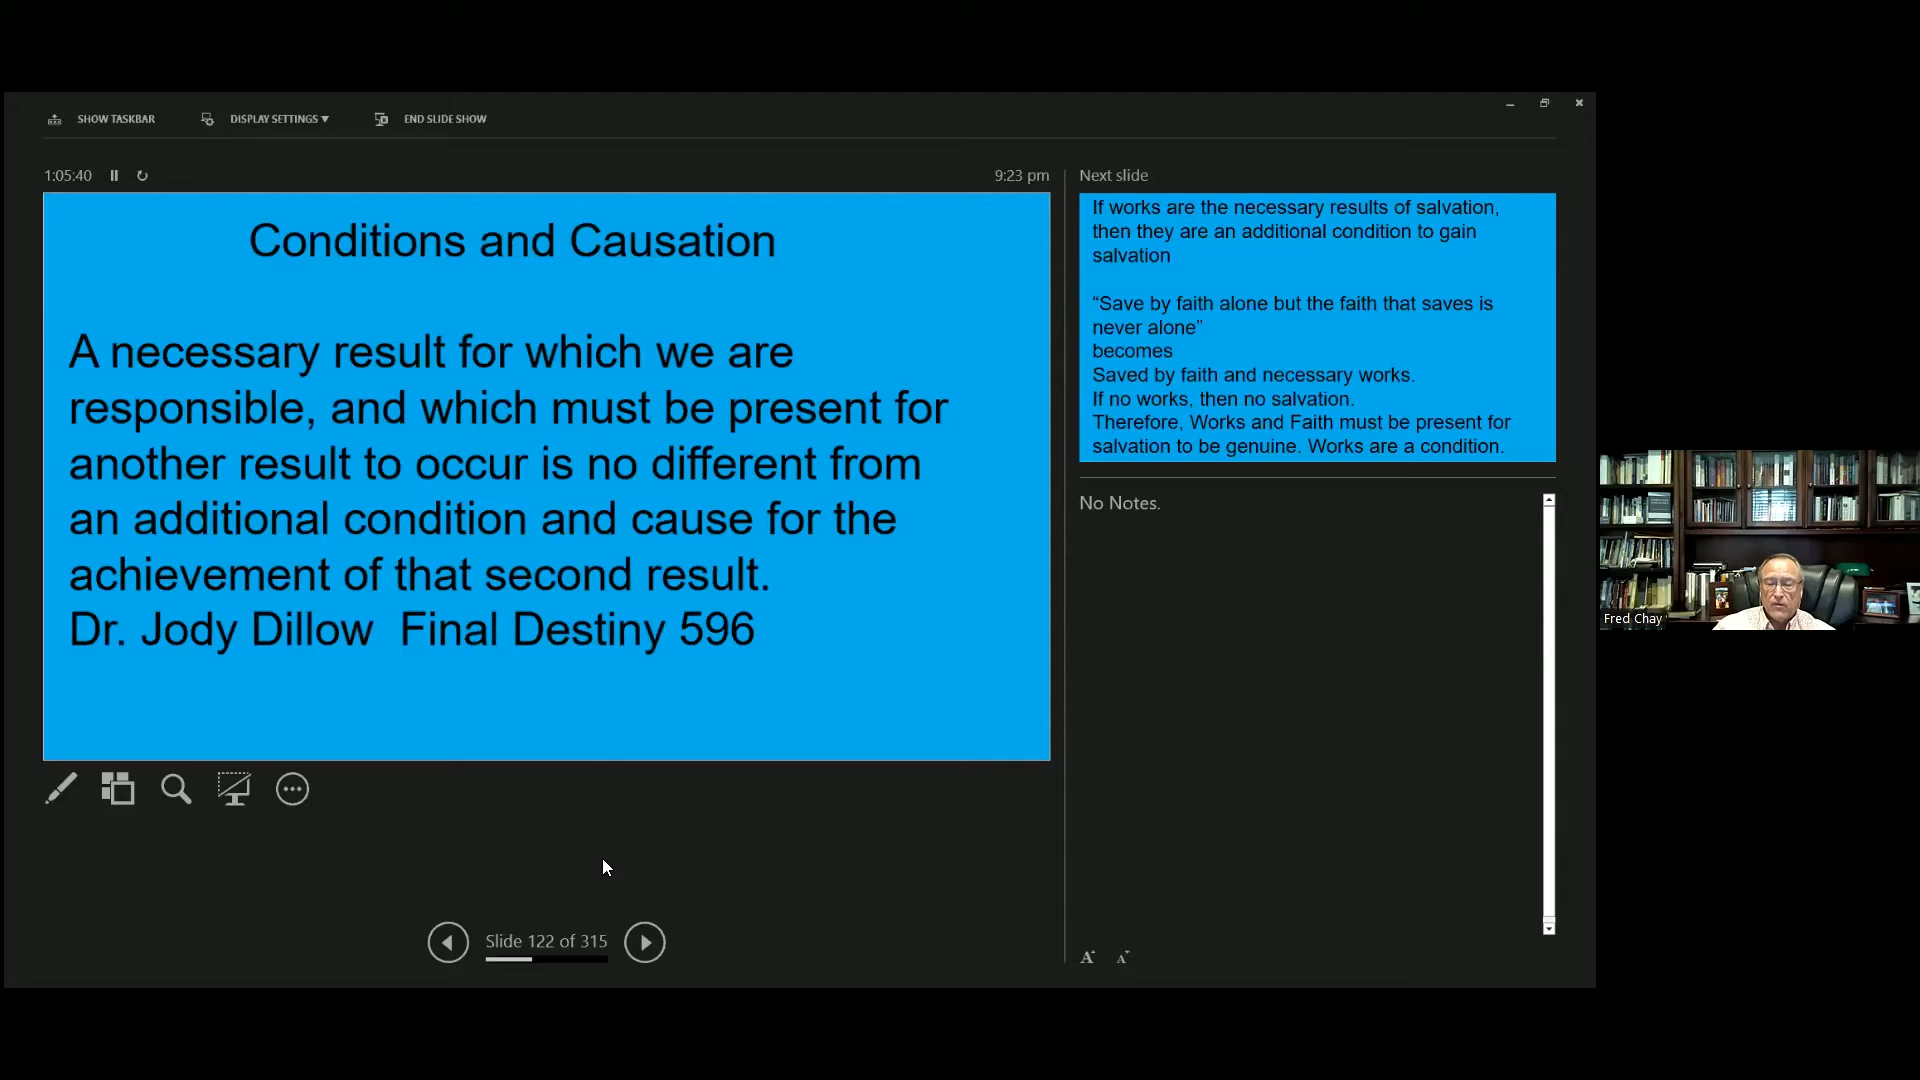 SHOW TASKBAR DISPLAY SETTINGS ▼ END SLIDE SHOW
1:05:40
9:23 pm
Conditions and Causation
A necessary result for which we are
responsible, and which must be present for
another result to occur is no different from
an additional condition and cause for the
achievement of that second result.
Dr. Jody Dillow Final Destiny 596
Slide 122 of 315
Next slide
If works are the necessary results of salvation,
then they are an additional condition to gain
salvation
“Save by faith alone but the faith that saves is
never alone”
becomes
Saved by faith and necessary works.
If no works, then no salvation.
Therefore, Works and Faith must be present for
salvation to be genuine. Works are a condition.
No Notes.
A A
Fred Chay